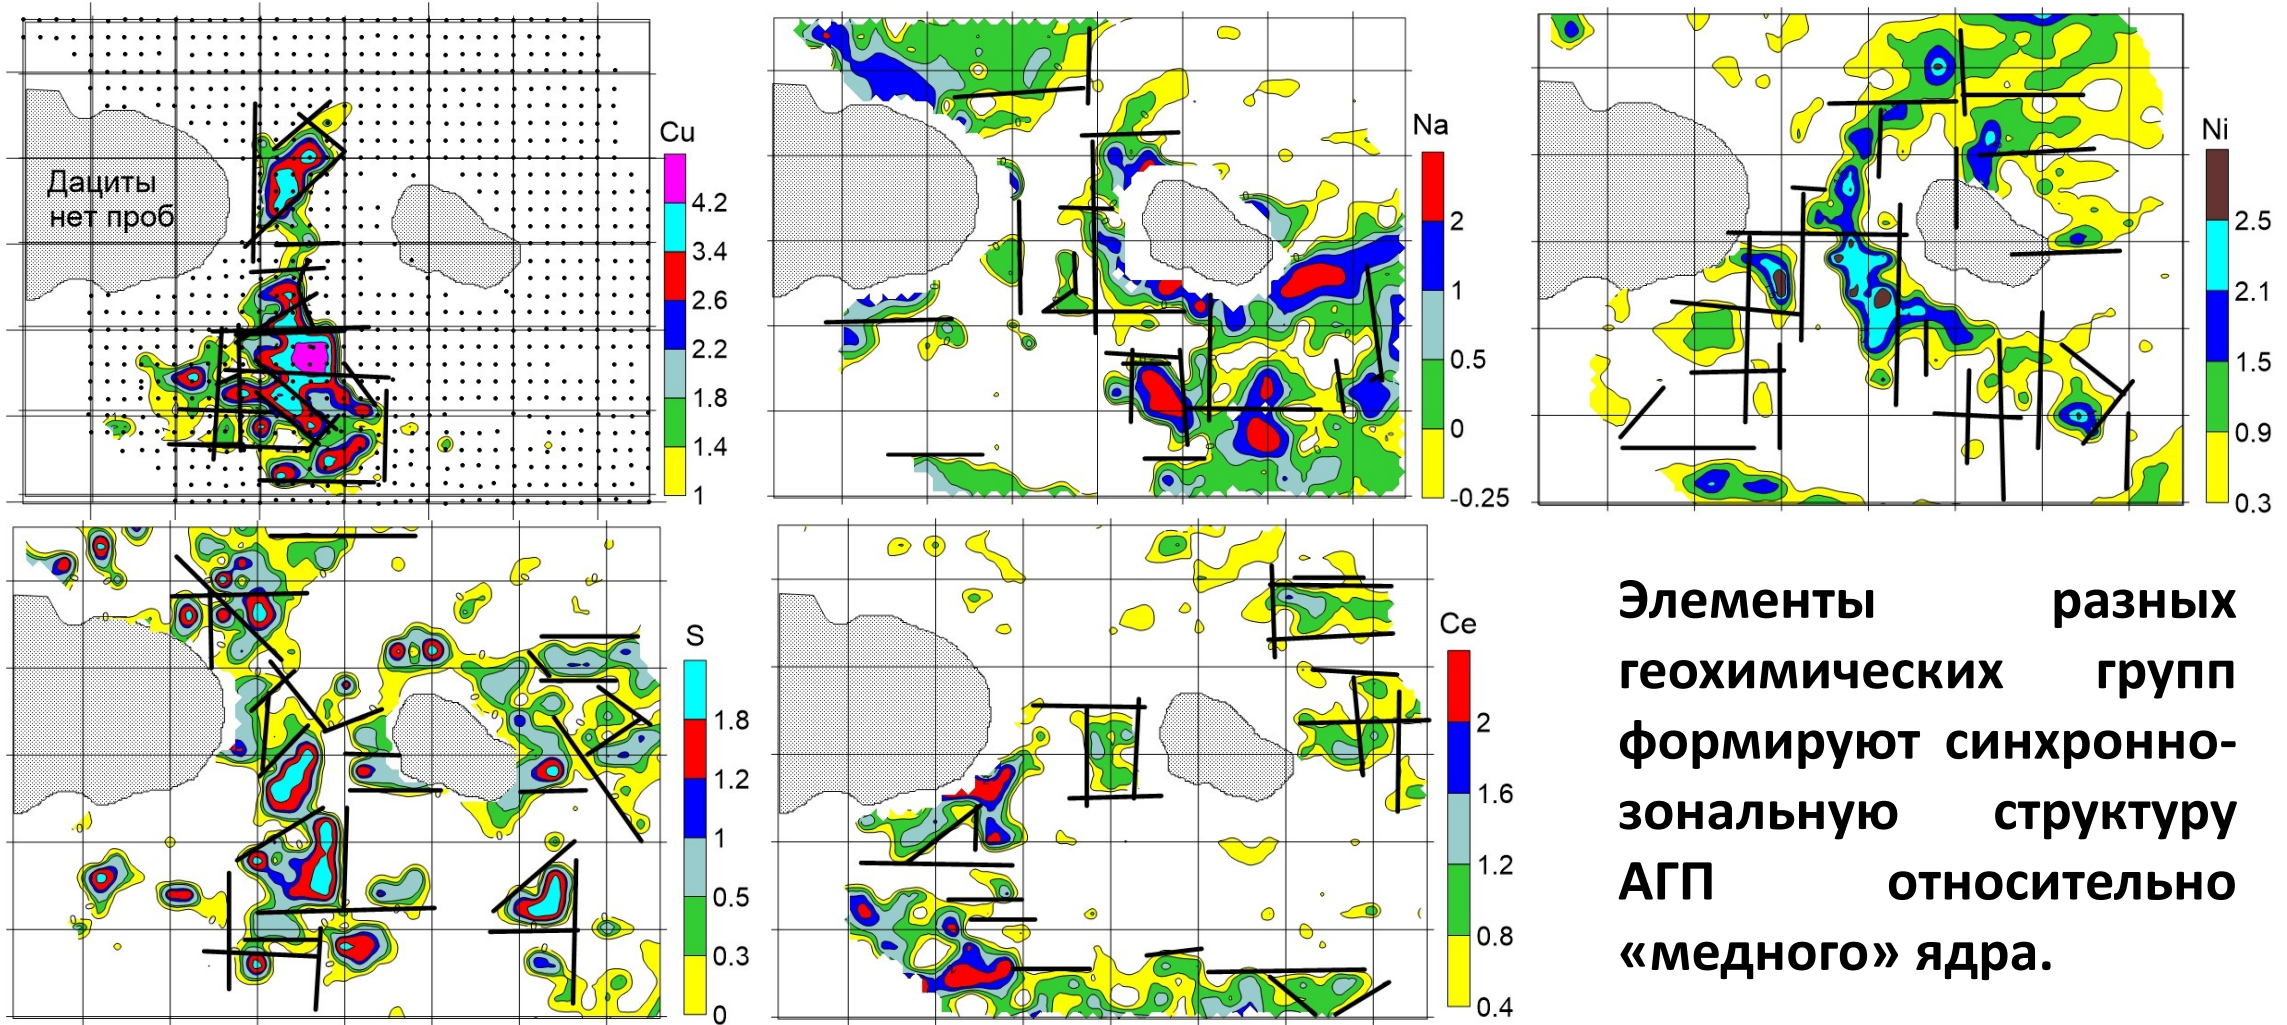 Cu
4.2
3.4
2.6
2.2
1.8
1.4
1
Дациты
нет проб
Na
2
1
0.5
0
-0.25
Ni
2.5
2.1
1.5
0.9
0.3
S
1.8
1.2
1
0.5
0.3
0
Ce
2
1.6
1.2
0.8
0.4
Элементы разных
геохимических групп
формируют синхронно-
зональную структуру
АГП относительно
«медного» ядра.